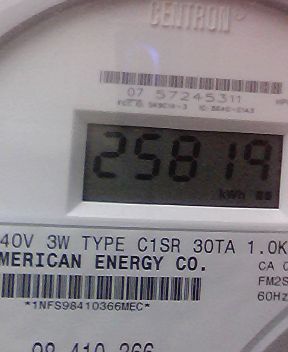 CENTRON
07 57245311
25819
kWh
40V 3W TYPE C1SR 30TA 1.0K
MERICAN ENERGY CO.
CA 0
FM2S
60Hz
*1NFS98410366MEC*
98 410 366